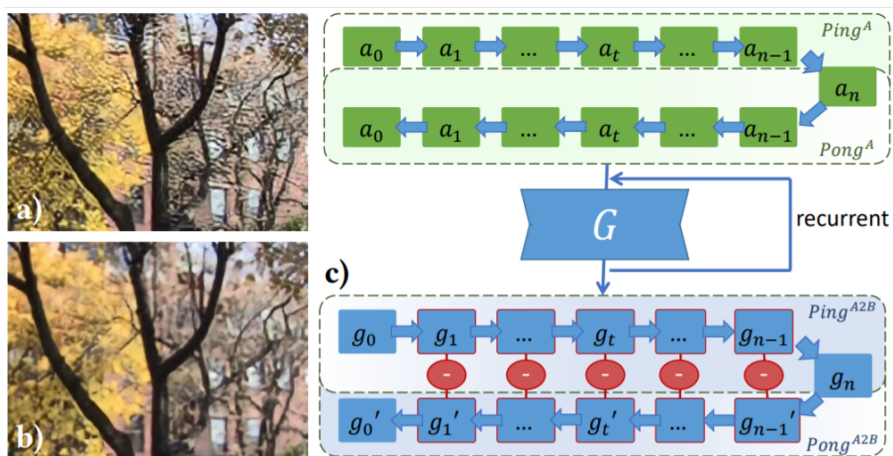 a)
b)
c)
Ping^A
a_0 a_1 ... a_t ... a_{n-1}
a_n
a_0 a_1 ... a_t ... a_{n-1}
Pong^A
G
recurrent
Ping^{A2B}
g_0 g_1 ... g_t ... g_{n-1}
- - - - -
g_n
g_0' g_1' ... g_t' ... g_{n-1}'
Pong^{A2B}